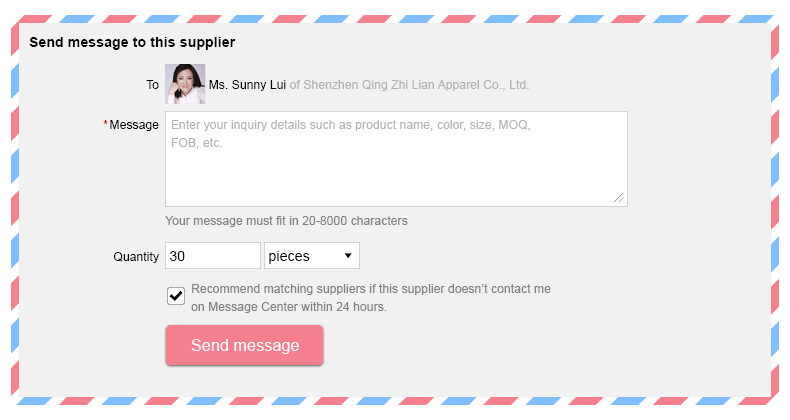 Send message to this supplier
To Ms. Sunny Lui of Shenzhen Qing Zhi Lian Apparel Co., Ltd.
*Message Enter your inquiry details such as product name, color, size, MOQ,
FOB, etc.
Your message must fit in 20-8000 characters
Quantity 30 pieces
Recommend matching suppliers if this supplier doesn't contact me
on Message Center within 24 hours.
Send message